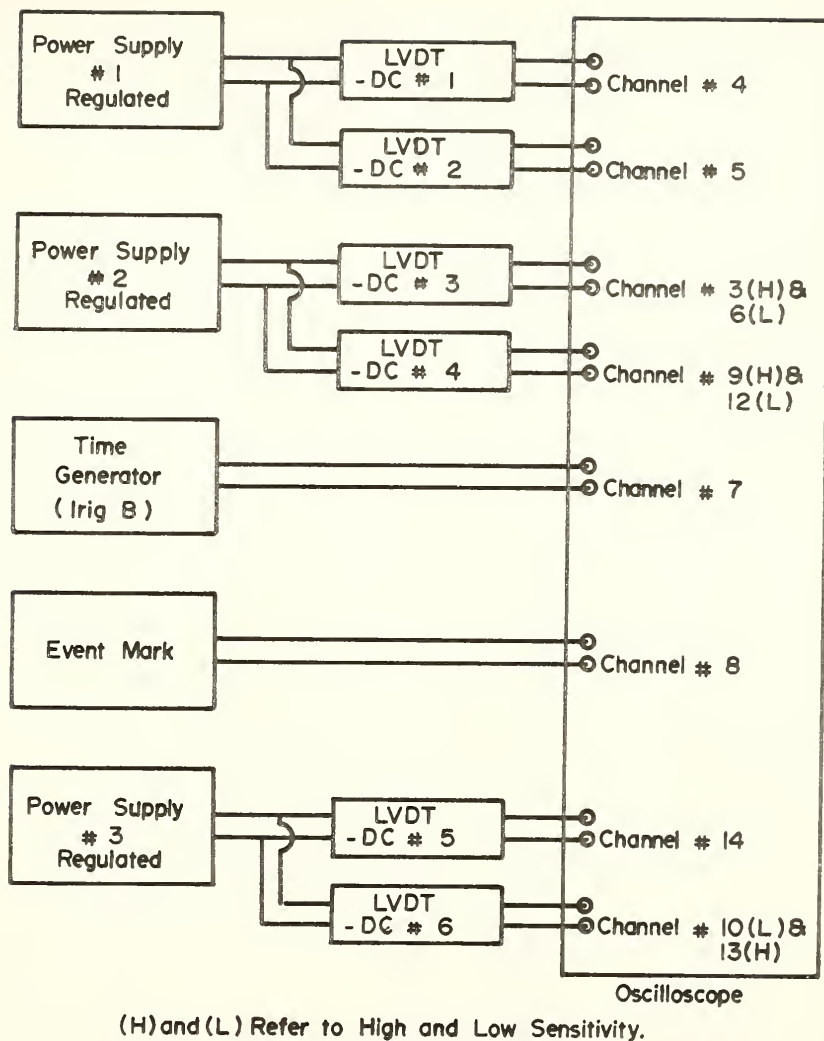 Power Supply
# 1
Regulated
LVDT
-DC # 1
Channel # 4
LVDT
-DC # 2
Channel # 5
Power Supply
# 2
Regulated
LVDT
-DC # 3
Channel # 3(H)&
6(L)
LVDT
-DC # 4
Channel # 9(H)&
12(L)
Time
Generator
(Irig B)
Channel # 7
Event Mark
Channel # 8
Power Supply
# 3
Regulated
LVDT
-DC # 5
Channel # 14
LVDT
-DC # 6
Channel # 10(L)&
13(H)
Oscilloscope
(H) and (L) Refer to High and Low Sensitivity.